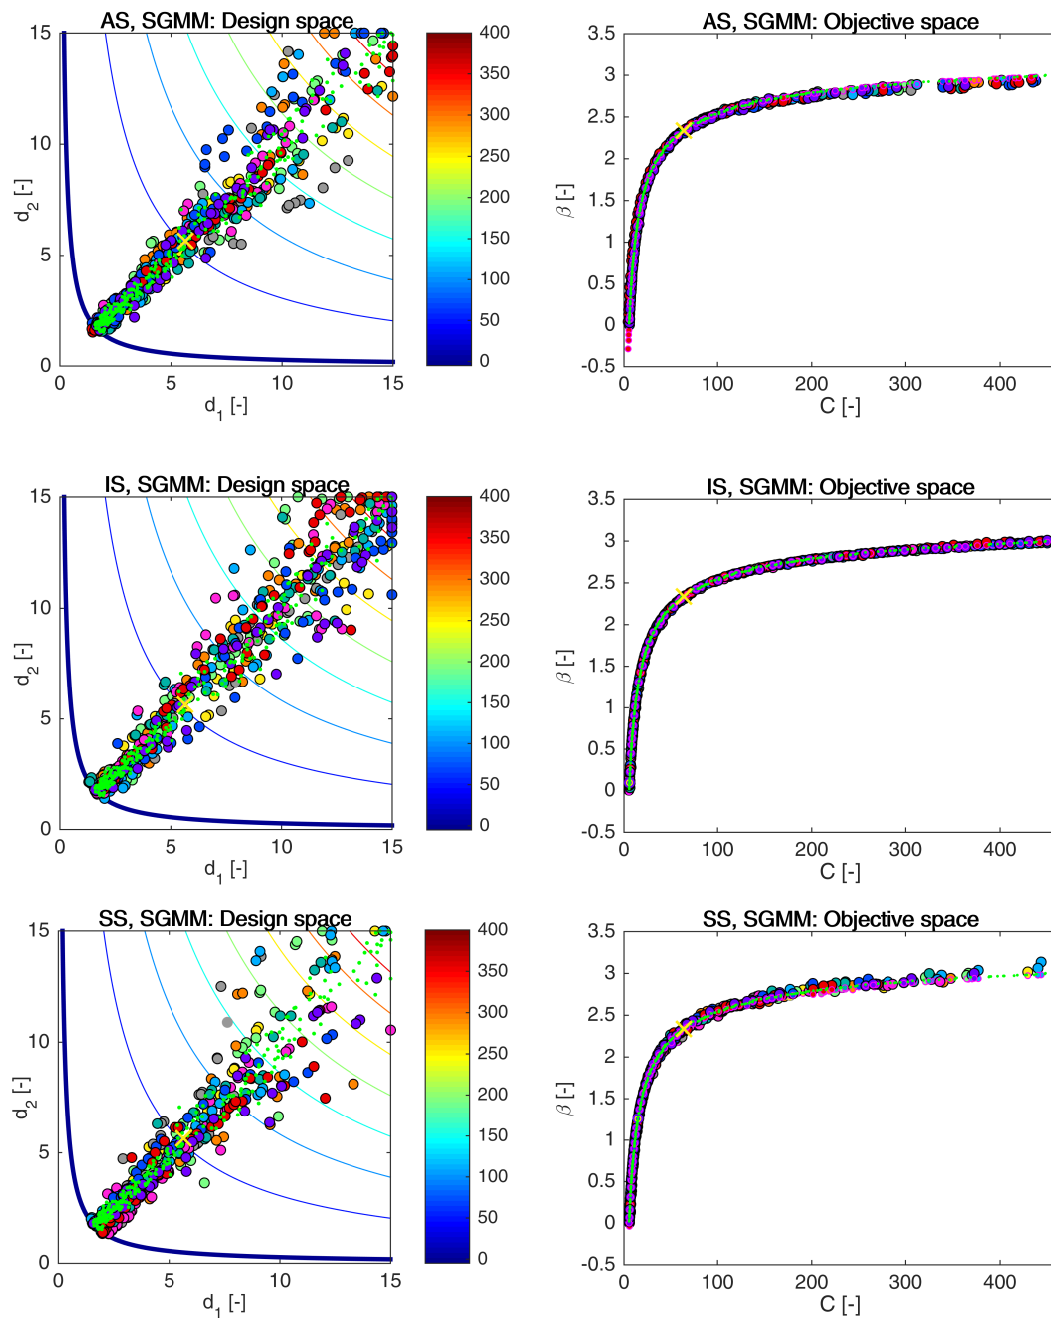 AS, SGMM: Design space
15
10
5
0
d2 [-]
0 5 10 15
d1 [-]
400
350
300
250
200
150
100
50
0
AS, SGMM: Objective space
3.5
3
2.5
2
1.5
1
0.5
0
-0.5
β [-]
0 100 200 300 400
C [-]
IS, SGMM: Design space
15
10
5
0
d2 [-]
0 5 10 15
d1 [-]
400
350
300
250
200
150
100
50
0
IS, SGMM: Objective space
3.5
3
2.5
2
1.5
1
0.5
0
-0.5
β [-]
0 100 200 300 400
C [-]
SS, SGMM: Design space
15
10
5
0
d2 [-]
0 5 10 15
d1 [-]
400
350
300
250
200
150
100
50
0
SS, SGMM: Objective space
3.5
3
2.5
2
1.5
1
0.5
0
-0.5
β [-]
0 100 200 300 400
C [-]